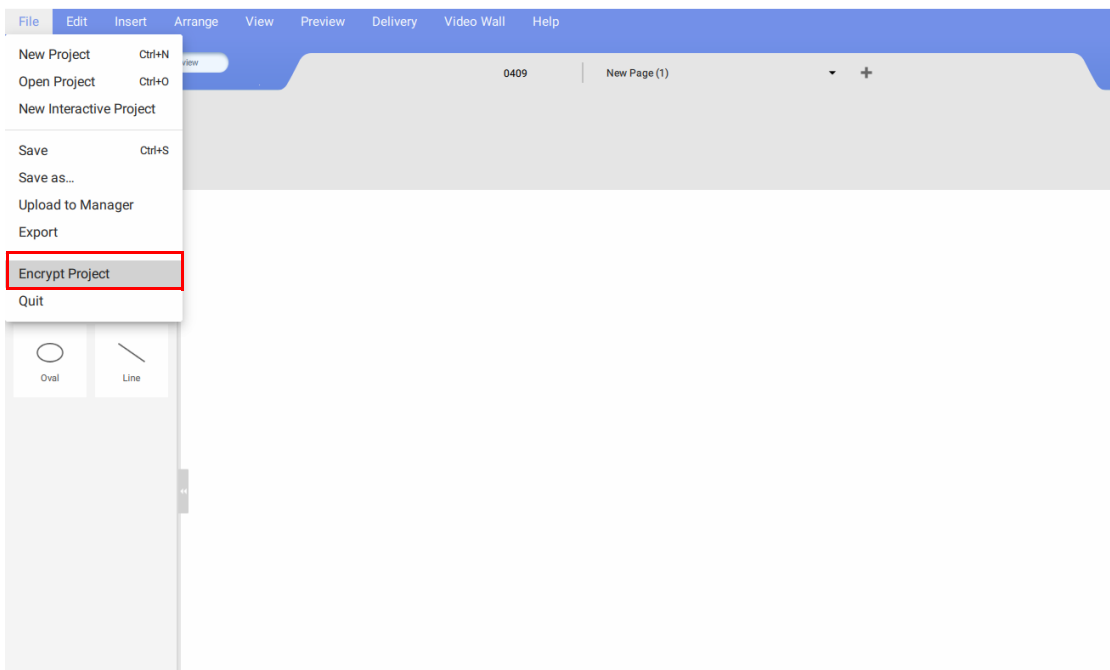 File Edit Insert Arrange View Preview Delivery Video Wall Help
New Project Ctrl+N
view
Open Project Ctrl+O
0409 New Page (1)
New Interactive Project
Save Ctrl+S
Save as...
Upload to Manager
Export
Encrypt Project
Quit
Oval Line